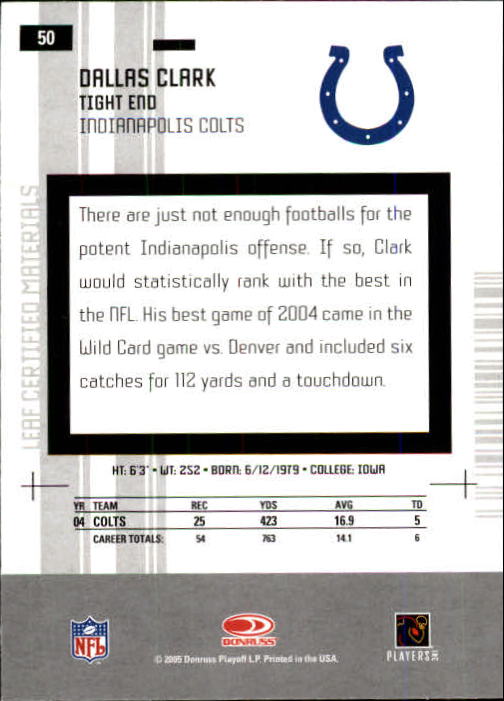 50
DALLAS CLARK
TIGHT END
INDIANAPOLIS COLTS
LEAF CERTIFIED MATERIALS
There are just not enough footballs for the
potent Indianapolis offense. If so, Clark
would statistically rank with the best in
the NFL. His best game of 2004 came in the
Wild Card game vs. Denver and included six
catches for 112 yards and a touchdown.
HT: 6'3" • WT: 252 • BORN: 6/12/1979 • COLLEGE: IOWA
YR TEAM REC YDS AVG TD
04 COLTS 25 423 16.9 5
CAREER TOTALS: 54 763 14.1 6
NFL
DONRUSS
PLAYERS INC
© 2005 Donruss Playoff L.P. Printed in the USA.